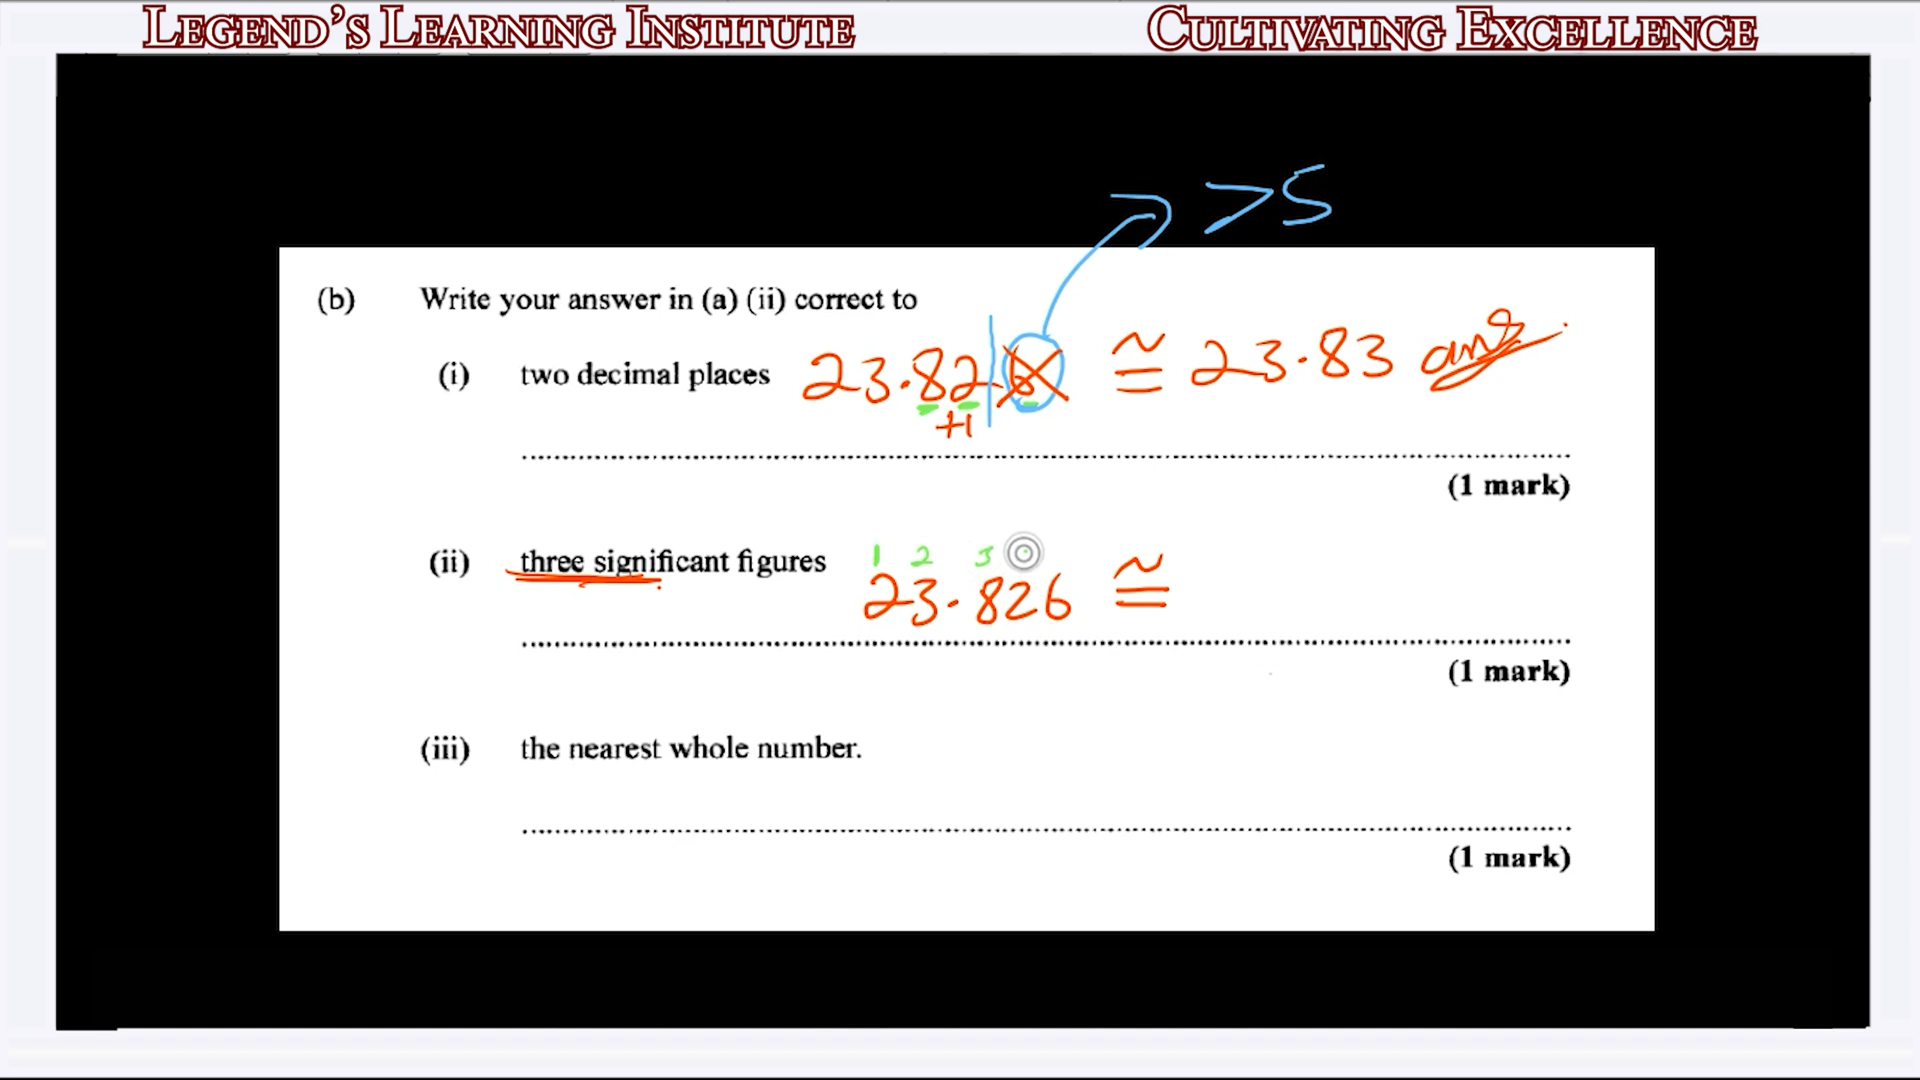 LEGEND'S LEARNING INSTITUTE CULTIVATING EXCELLENCE
>5
(b) Write your answer in (a) (ii) correct to
(i) two decimal places 23.826 ≅ 23.83 ans
+1
(1 mark)
1 2 3
(ii) three significant figures 23.826 ≅
(1 mark)
(iii) the nearest whole number.
(1 mark)